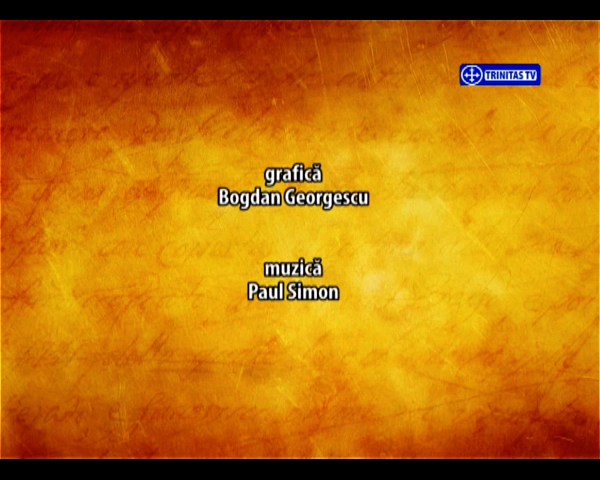 TRINITAS TV
grafică
Bogdan Georgescu
muzică
Paul Simon